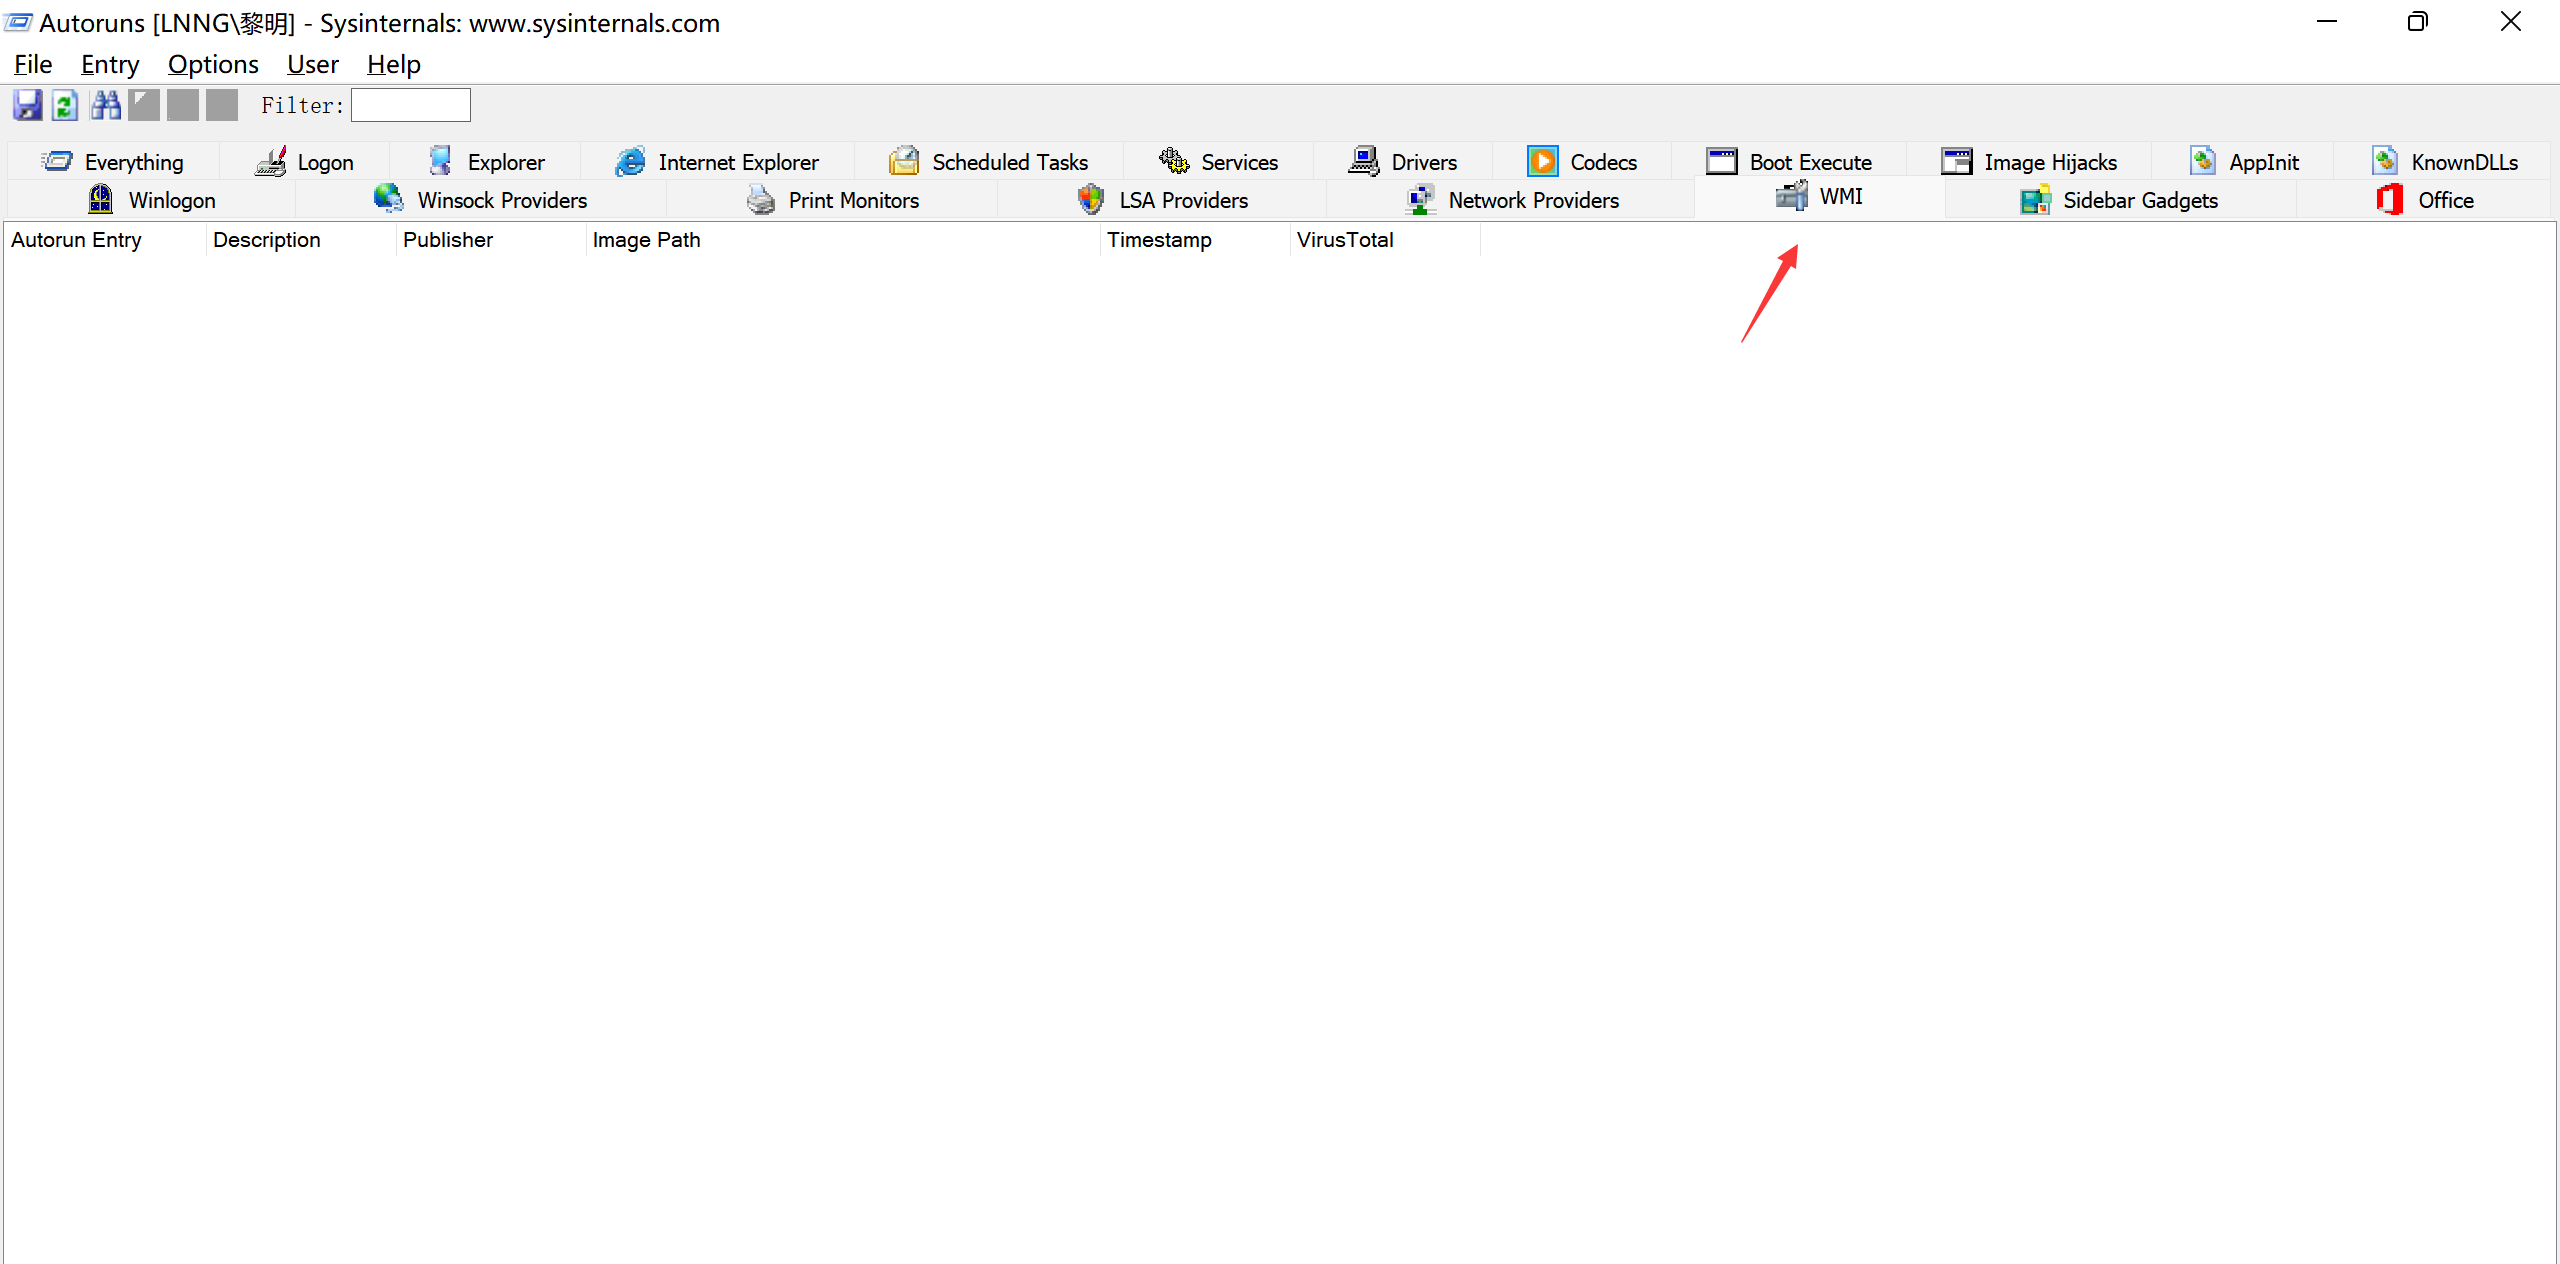 Autoruns [LNNG\黎明] - Sysinternals: www.sysinternals.com
File Entry Options User Help
Filter:
Everything Logon Explorer Internet Explorer Scheduled Tasks Services Drivers Codecs Boot Execute Image Hijacks AppInit KnownDLLs
Winlogon Winsock Providers Print Monitors LSA Providers Network Providers WMI Sidebar Gadgets Office
Autorun Entry Description Publisher Image Path Timestamp VirusTotal